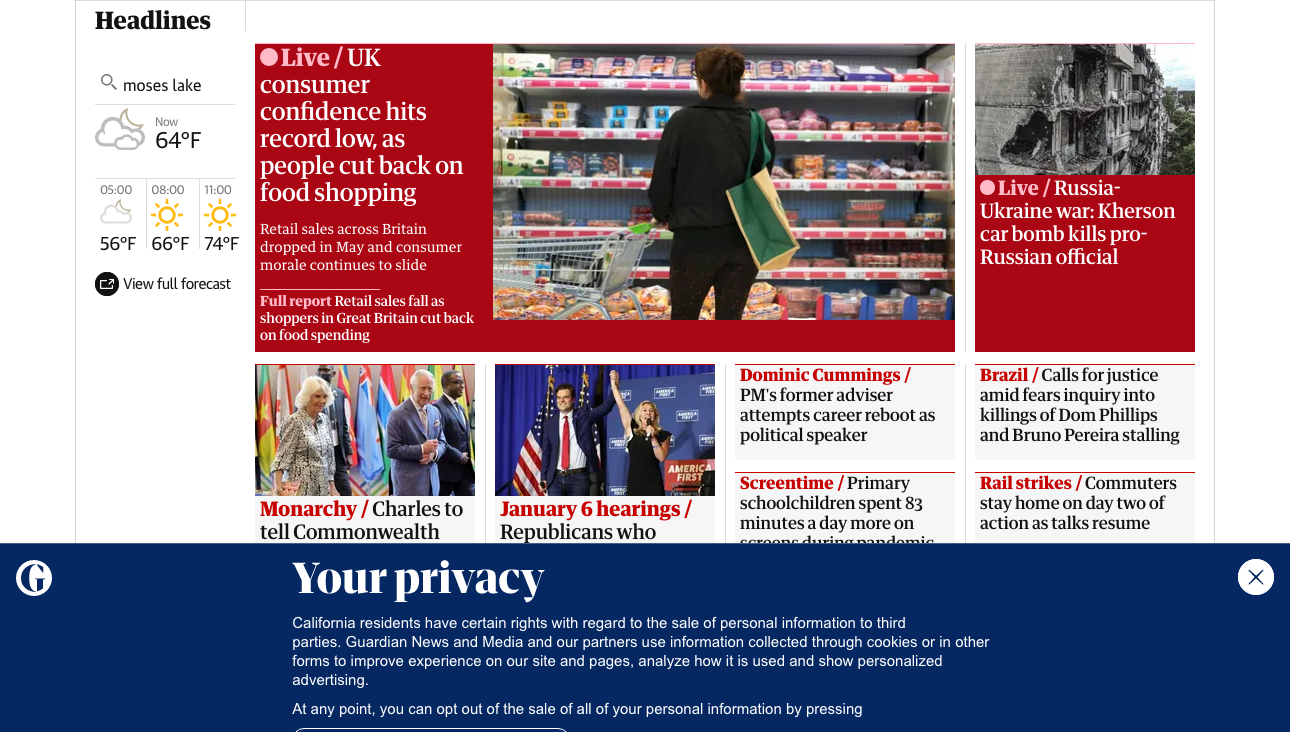 Headlines
moses lake
Now
64°F
05:00
08:00
11:00
56°F
66°F
74°F
View full forecast
Live / UK
consumer
confidence hits
record low, as
people cut back on
food shopping
Retail sales across Britain
dropped in May and consumer
morale continues to slide
Full report Retail sales fall as
shoppers in Great Britain cut back
on food spending
Live / Russia-
Ukraine war: Kherson
car bomb kills pro-
Russian official
Monarchy / Charles to
tell Commonwealth
AMERICA
FIRST
January 6 hearings /
Republicans who
Dominic Cummings /
PM's former adviser
attempts career reboot as
political speaker
Screentime / Primary
schoolchildren spent 83
minutes a day more on
screens during pandemic
Brazil / Calls for justice
amid fears inquiry into
killings of Dom Phillips
and Bruno Pereira stalling
Rail strikes / Commuters
stay home on day two of
action as talks resume
Your privacy
California residents have certain rights with regard to the sale of personal information to third
parties. Guardian News and Media and our partners use information collected through cookies or in other
forms to improve experience on our site and pages, analyze how it is used and show personalized
advertising.
At any point, you can opt out of the sale of all of your personal information by pressing